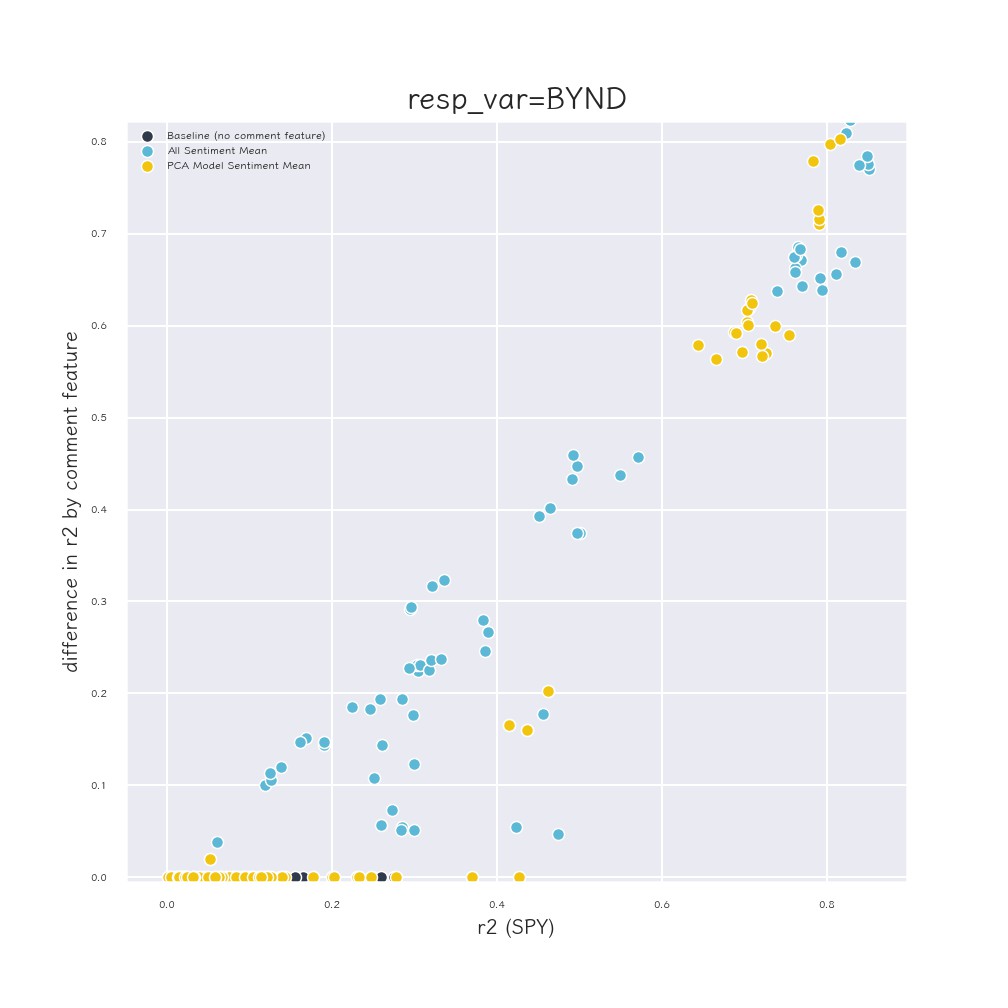 resp_var=BYND
Baseline (no comment feature)
All Sentiment Mean
PCA Model Sentiment Mean
difference in r2 by comment feature
0.8
0.7
0.6
0.5
0.4
0.3
0.2
0.1
0.0
0.0 0.2 0.4 0.6 0.8
r2 (SPY)